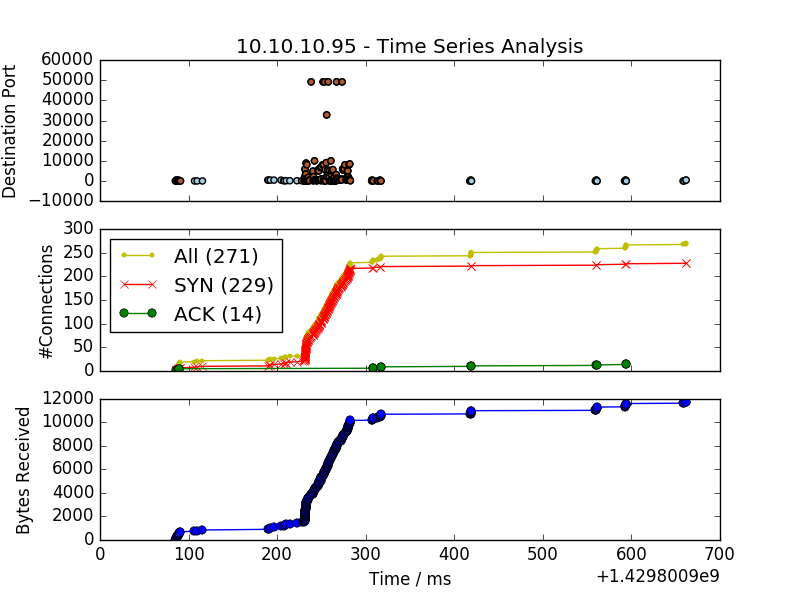 10.10.10.95 - Time Series Analysis
60000
50000
40000
30000
20000
10000
0
−10000
Destination Port
300
250
200
150
100
50
0
#Connections
All (271)
SYN (229)
ACK (14)
12000
10000
8000
6000
4000
2000
0
Bytes Received
0 100 200 300 400 500 600 700
Time / ms
+1.4298009e9